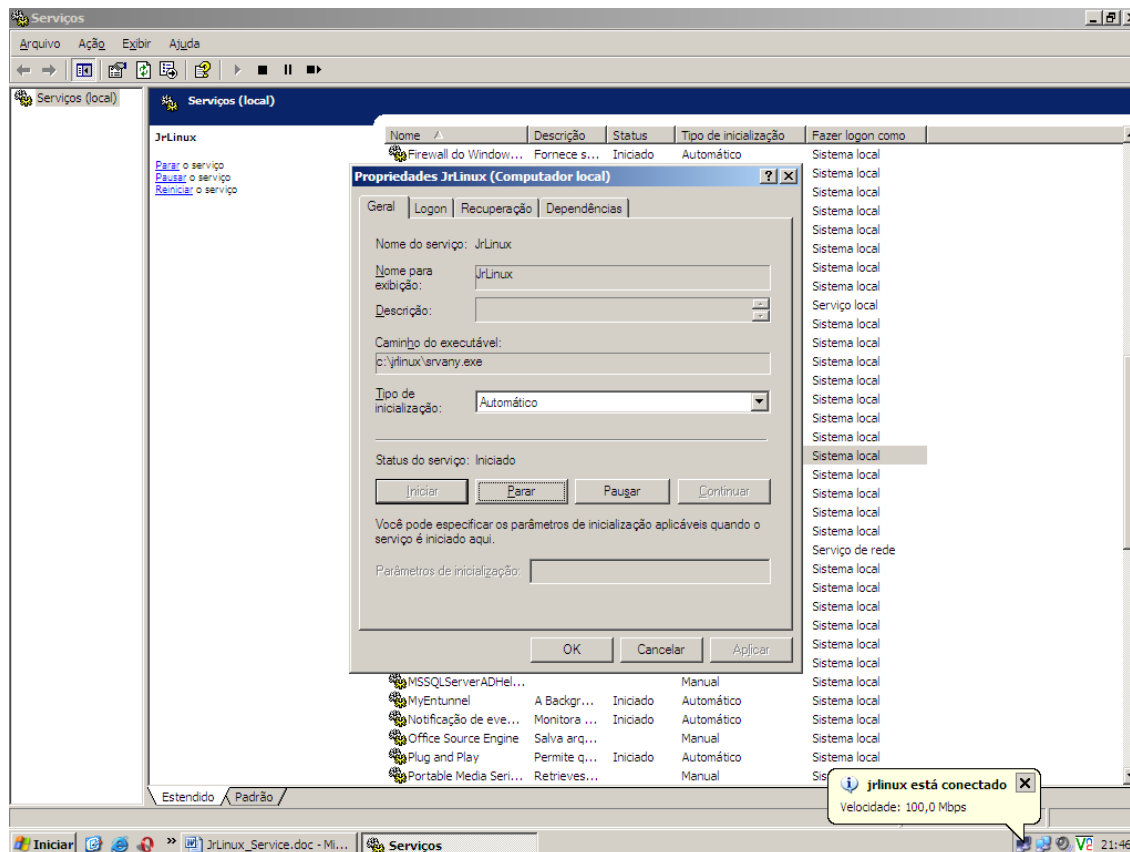 Serviços
Arquivo Ação Exibir Ajuda
Serviços (local)
Serviços (local)
JrLinux
Parar o serviço
Pausar o serviço
Reiniciar o serviço
Nome Descrição Status Tipo de inicialização Fazer logon como
Firewall do Window... Fornece s... Iniciado Automático Sistema local
Sistema local
Sistema local
Sistema local
Sistema local
Sistema local
Sistema local
Sistema local
Serviço local
Sistema local
Sistema local
Sistema local
Sistema local
Sistema local
Sistema local
Sistema local
Sistema local
Sistema local
Sistema local
Sistema local
Sistema local
Serviço de rede
Sistema local
Sistema local
Sistema local
Sistema local
Sistema local
Sistema local
Propriedades JrLinux (Computador local)
Geral Logon Recuperação Dependências
Nome do serviço: JrLinux
Nome para exibição: JrLinux
Descrição:
Caminho do executável:
c:\jrlinux\srvany.exe
Tipo de inicialização: Automático
Status do serviço: Iniciado
Iniciar Parar Pausar Continuar
Você pode especificar os parâmetros de inicialização aplicáveis quando o
serviço é iniciado aqui.
Parâmetros de inicialização:
OK Cancelar Aplicar
MSSQLServerADHel... Manual Sistema local
MyEntunnel A Backgr... Iniciado Automático Sistema local
Notificação de eve... Monitora ... Iniciado Automático Sistema local
Office Source Engine Salva arq... Manual Sistema local
Plug and Play Permite q... Iniciado Automático Sistema local
Portable Media Seri... Retrieves... Manual
jrlinux está conectado
Velocidade: 100,0 Mbps
Estendido Padrão
Iniciar » JrLinux_Service.doc - Mi... Serviços 21:46